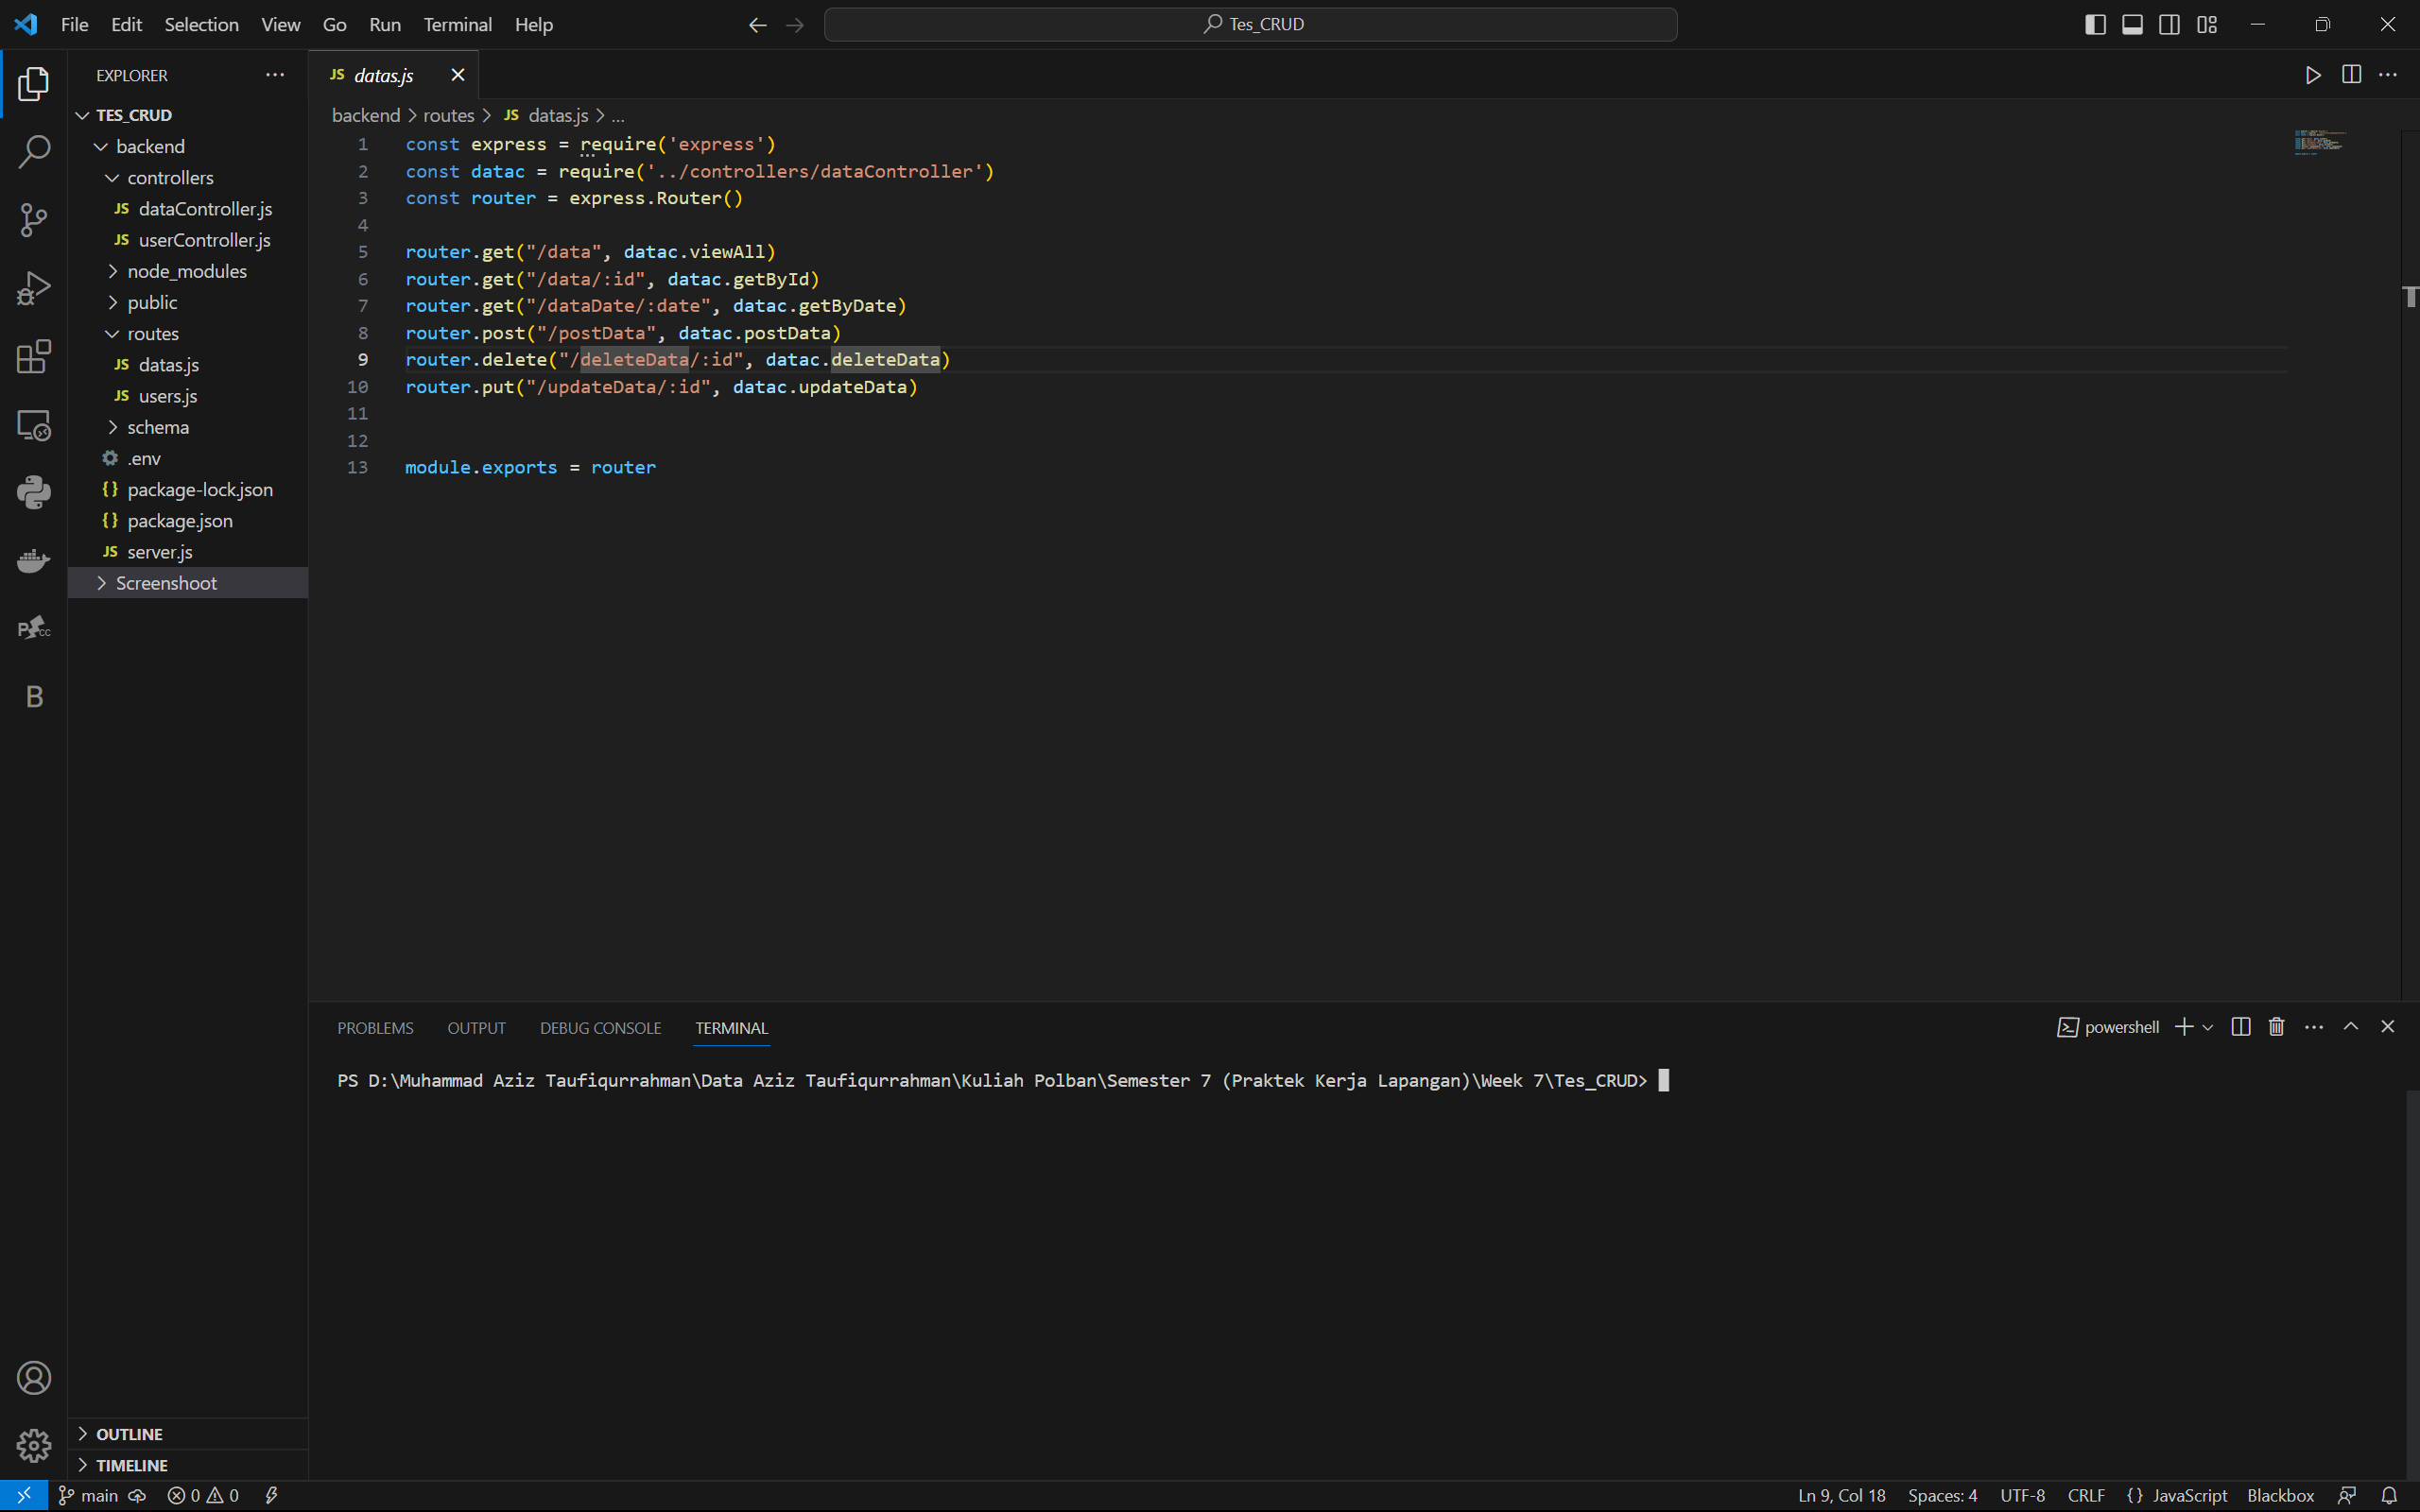 File Edit Selection View Go Run Terminal Help
Tes_CRUD
EXPLORER
TES_CRUD
backend
controllers
JS dataController.js
JS userController.js
node_modules
public
routes
JS datas.js
JS users.js
schema
.env
{} package-lock.json
{} package.json
JS server.js
Screenshoot
OUTLINE
TIMELINE
JS datas.js
backend > routes > JS datas.js > ...
1 const express = require('express')
2 const datac = require('../controllers/dataController')
3 const router = express.Router()
4
5 router.get("/data", datac.viewAll)
6 router.get("/data/:id", datac.getById)
7 router.get("/dataDate/:date", datac.getByDate)
8 router.post("/postData", datac.postData)
9 router.delete("/deleteData/:id", datac.deleteData)
10 router.put("/updateData/:id", datac.updateData)
11
12
13 module.exports = router
PROBLEMS OUTPUT DEBUG CONSOLE TERMINAL
powershell
PS D:\Muhammad Aziz Taufiqurrahman\Data Aziz Taufiqurrahman\Kuliah Polban\Semester 7 (Praktek Kerja Lapangan)\Week 7\Tes_CRUD>
main 0 0
Ln 9, Col 18 Spaces: 4 UTF-8 CRLF {} JavaScript Blackbox